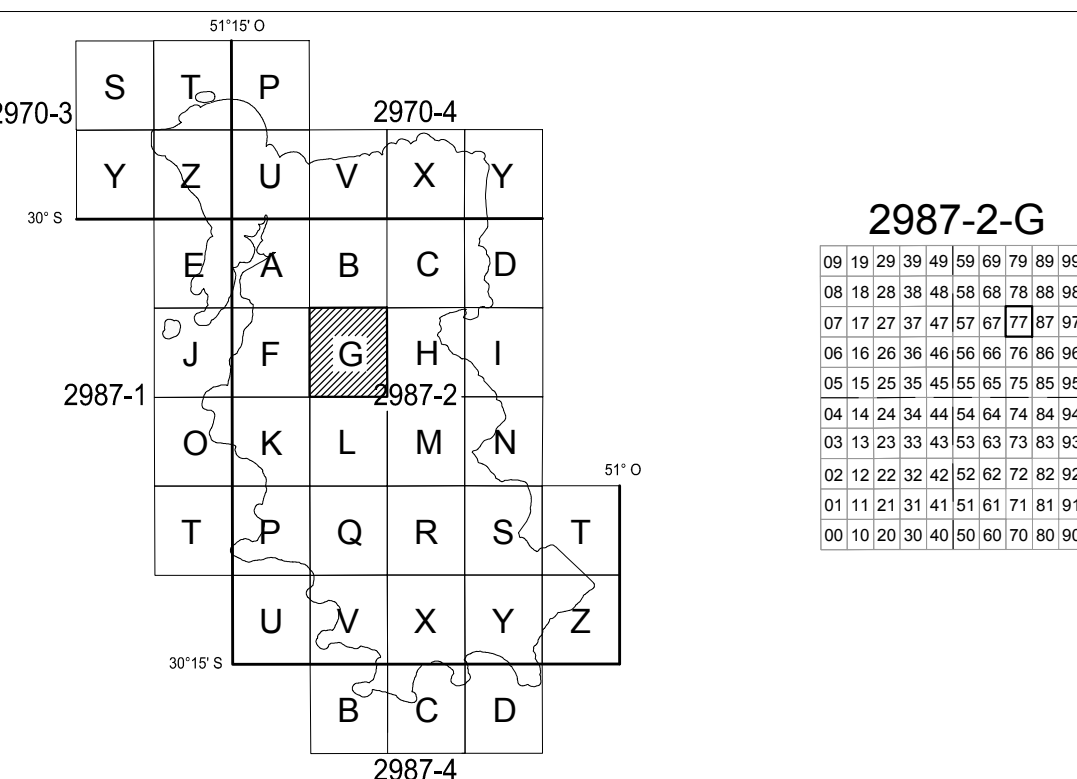 51°15' O
S T P
2970-3
2970-4
Y Z U V X Y
30° S
E A B C D
J F G H I
2987-1
2987-2
O K L M N
51° O
T P Q R S T
U V X Y Z
30°15' S
B C D
2987-4
2987-2-G
09 19 29 39 49 59 69 79 89 99
08 18 28 38 48 58 68 78 88 98
07 17 27 37 47 57 67 77 87 97
06 16 26 36 46 56 66 76 86 96
05 15 25 35 45 55 65 75 85 95
04 14 24 34 44 54 64 74 84 94
03 13 23 33 43 53 63 73 83 93
02 12 22 32 42 52 62 72 82 92
01 11 21 31 41 51 61 71 81 91
00 10 20 30 40 50 60 70 80 90